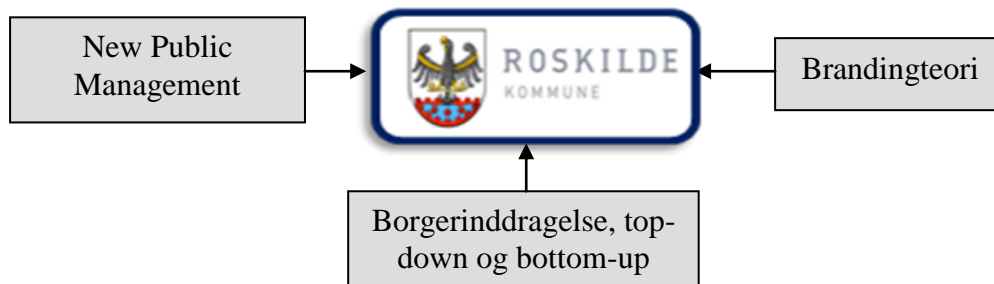 New Public
Management
ROSKILDE
KOMMUNE
Brandingteori
Borgerinddragelse, top-
down og bottom-up